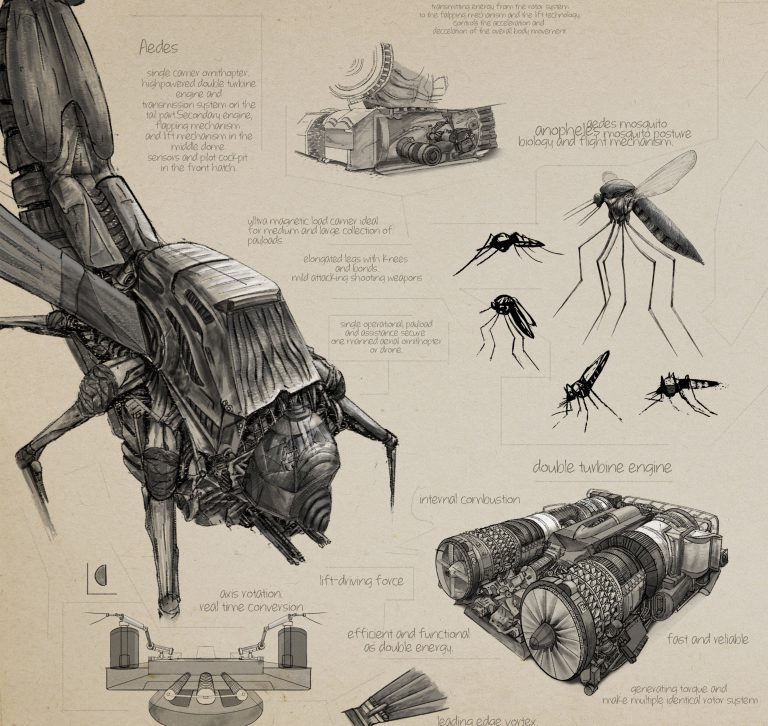 transmitting energy from the rotor system
to the flapping mechanism and the lift technology.
controls the acceleration and
deccelation of the overall body movement.
Aedes
single carrier ornithopter.
highpowered double turbine
engine and
transmission system on the
tail part.Secondary engine,
flapping mechanism
and lift mechanism in the
middle dome.
sensors and pilot cock-pit
in the front hatch.
aedes mosquito
anopheles mosquito posture
biology and flight mechanism.
ylltra magnetic load carrier ideal
for medium and large collection of
payloads.
elongated legs with knees
and bonds.
mild attacking shooting weapons.
single operational, payload
and assistance secure
one manned aerial ornithopter
or drone.
double turbine engine
internal combustion
lift-driving force
axis rotation.
real time conversion
efficient and functional
as double energy.
fast and reliable
generating torque and
make multiple identical rotor system
leading edge vortex